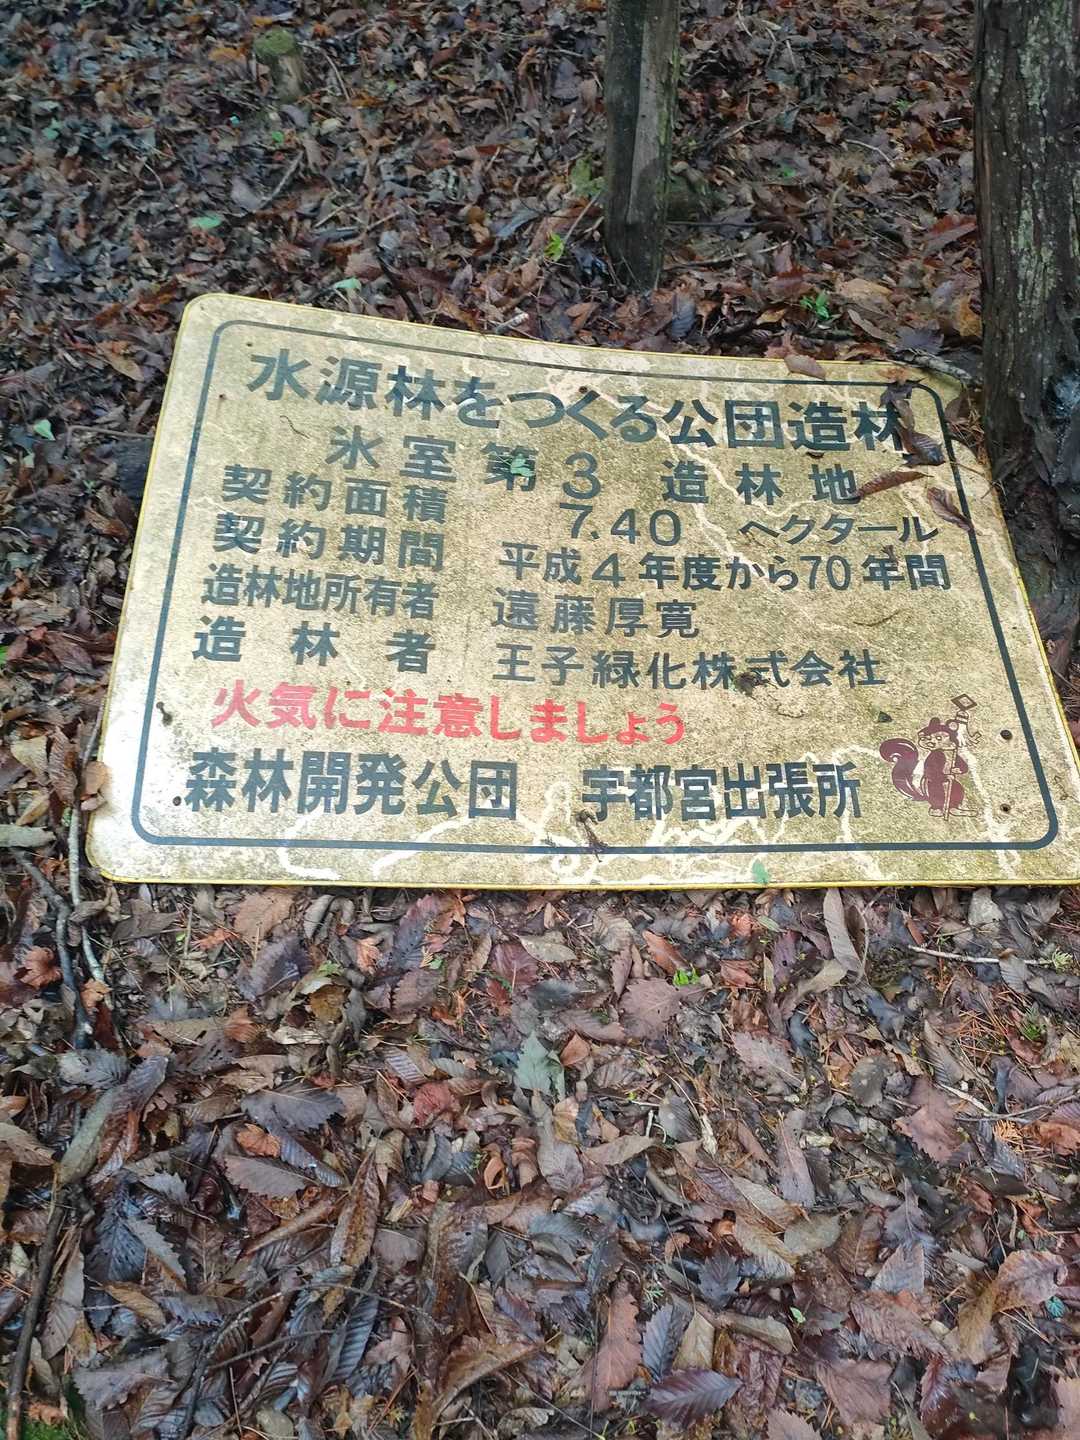 水源林をつくる公団造林
氷室第3 造林地
契約面積 7.40 ヘクタール
契約期間 平成4年度から70年間
造林地所有者 遠藤厚寛
造林者 王子緑化株式会社
火気に注意しましょう
森林開発公団 宇都宮出張所